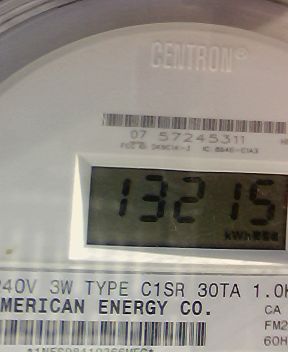 CENTRON®
07 57245311
13215
kWh
240V 3W TYPE C1SR 30TA 1.0K
AMERICAN ENERGY CO.
CA
FM2
60H